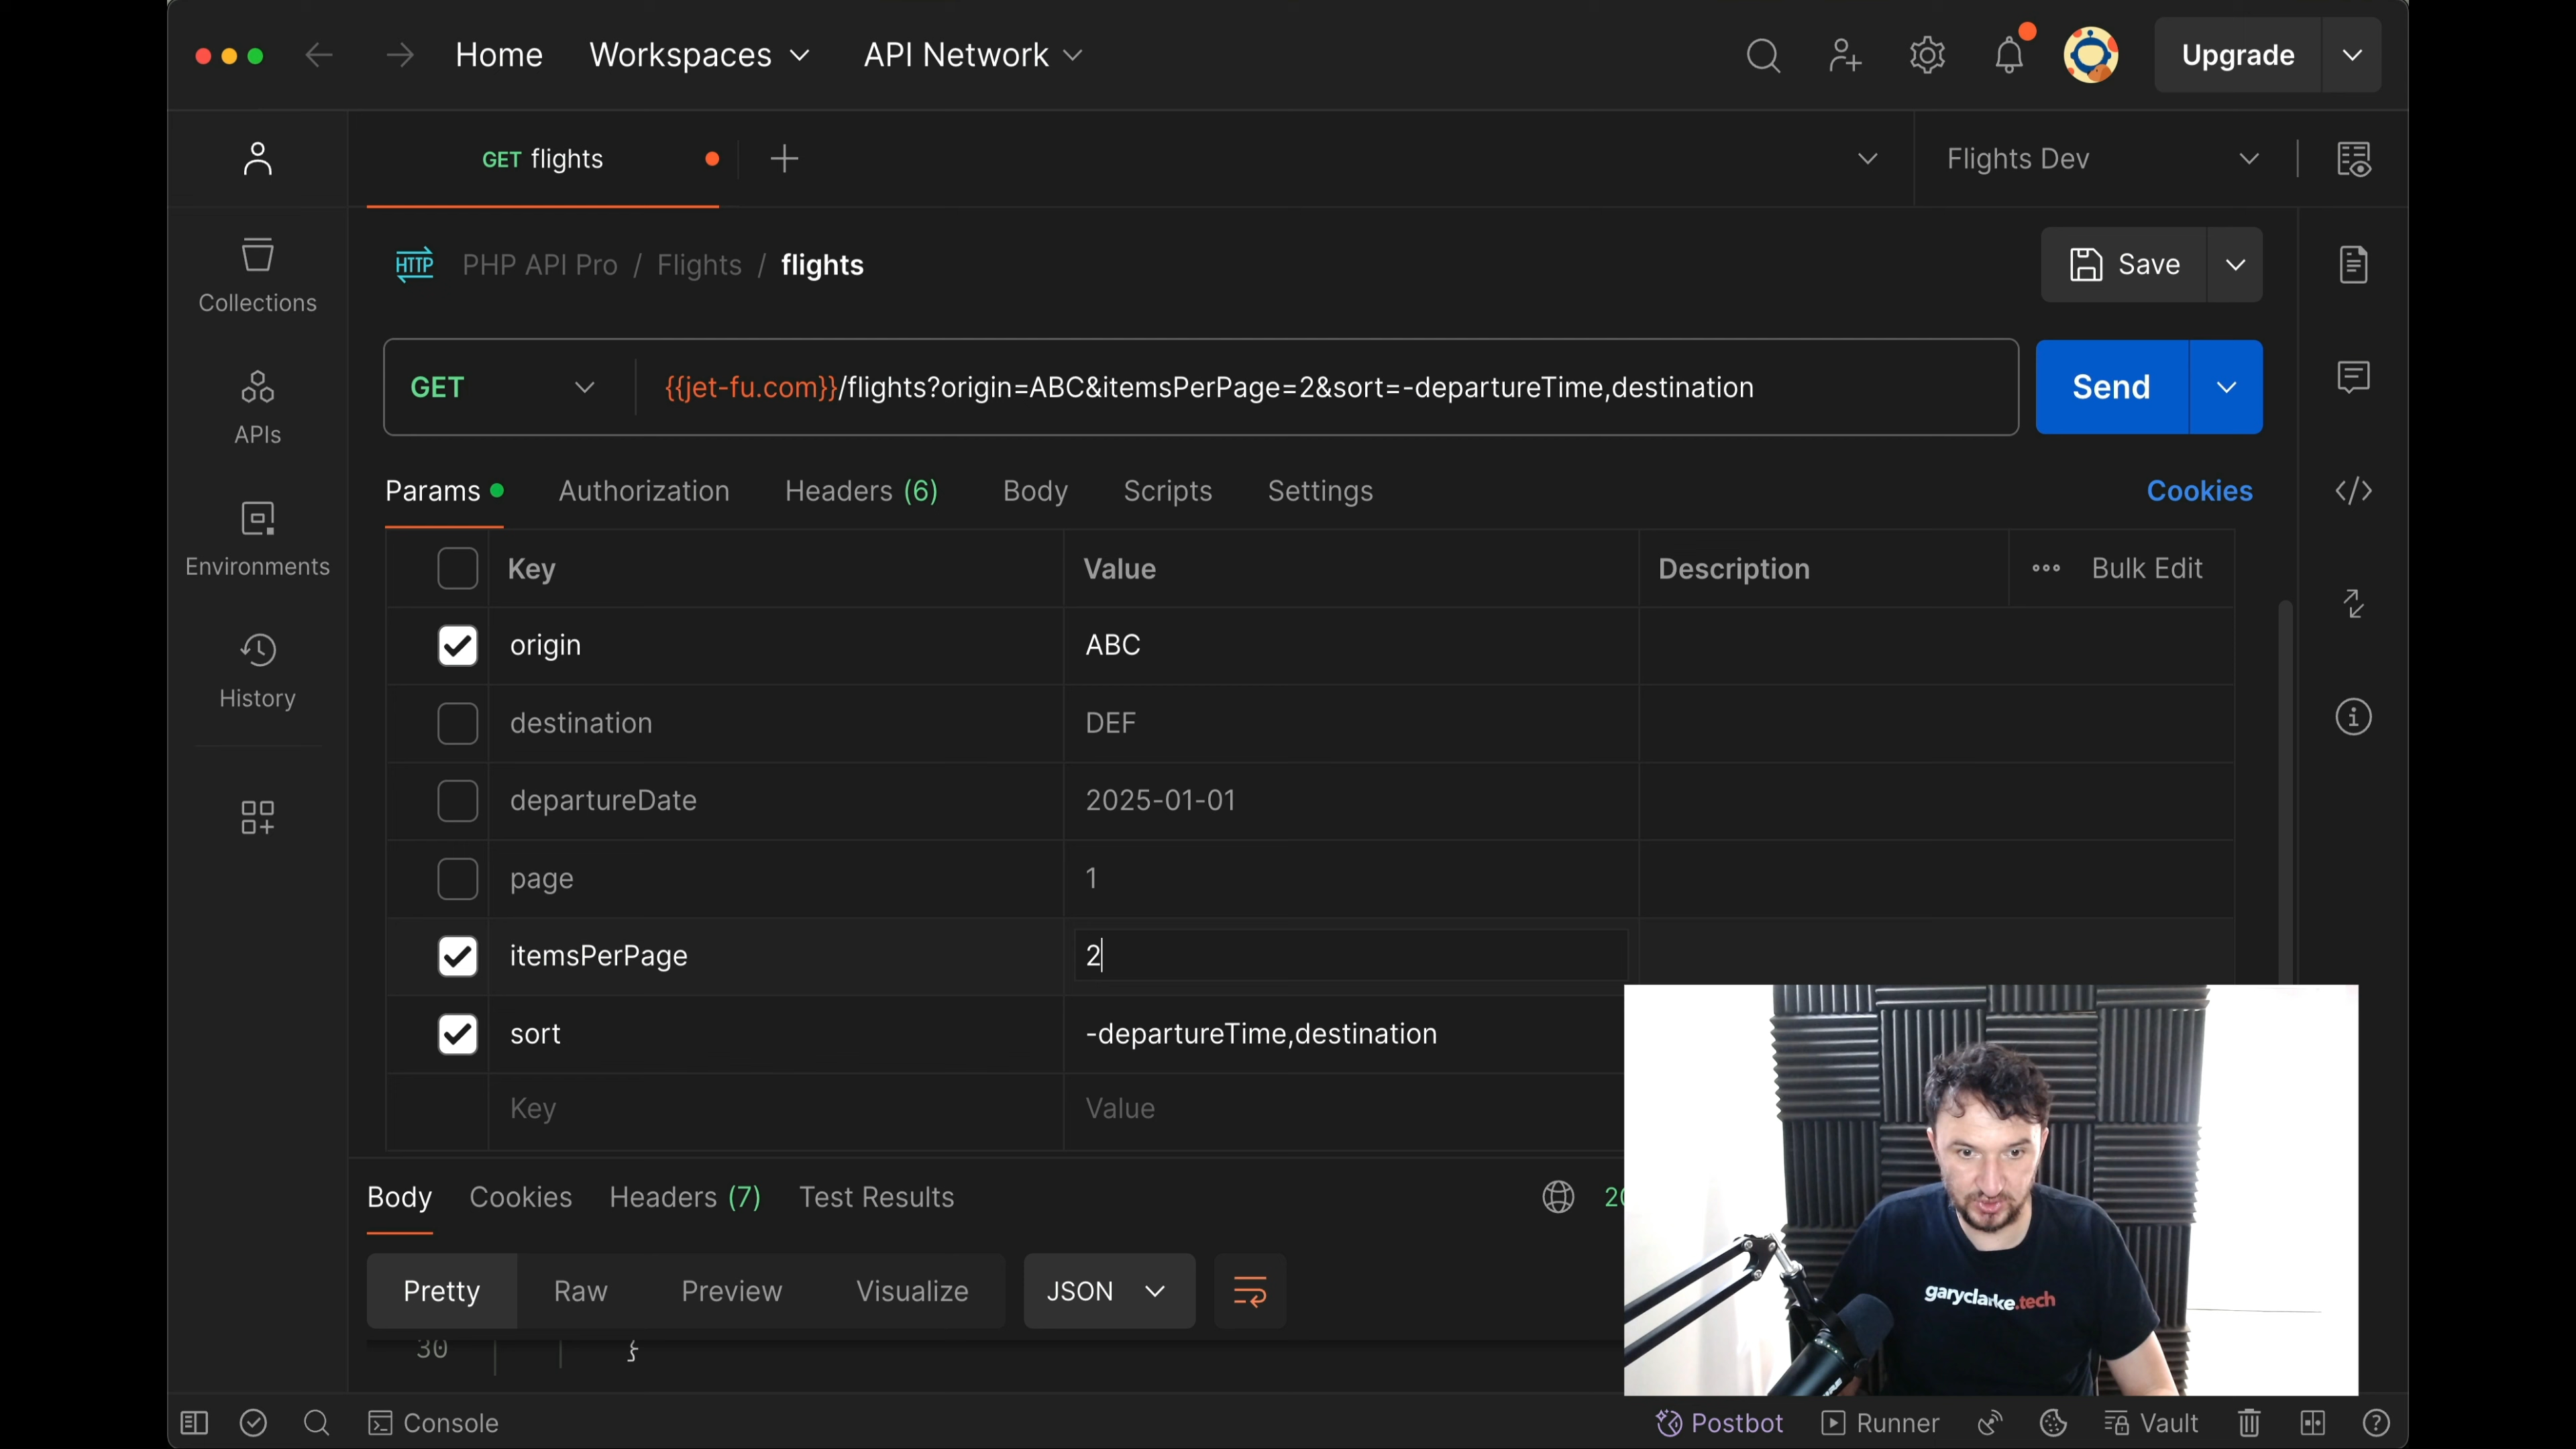 Home Workspaces API Network Upgrade
GET flights Flights Dev
HTTP PHP API Pro / Flights / flights Save
GET {{jet-fu.com}}/flights?origin=ABC&itemsPerPage=2&sort=-departureTime,destination Send
Params Authorization Headers (6) Body Scripts Settings Cookies
Collections
APIs
Environments
History
Key Value Description Bulk Edit
origin ABC
destination DEF
departureDate 2025-01-01
page 1
itemsPerPage 2
sort -departureTime,destination
Key Value
Body Cookies Headers (7) Test Results
Pretty Raw Preview Visualize JSON
30 }
garyclarke.tech
Console Postbot Runner Vault